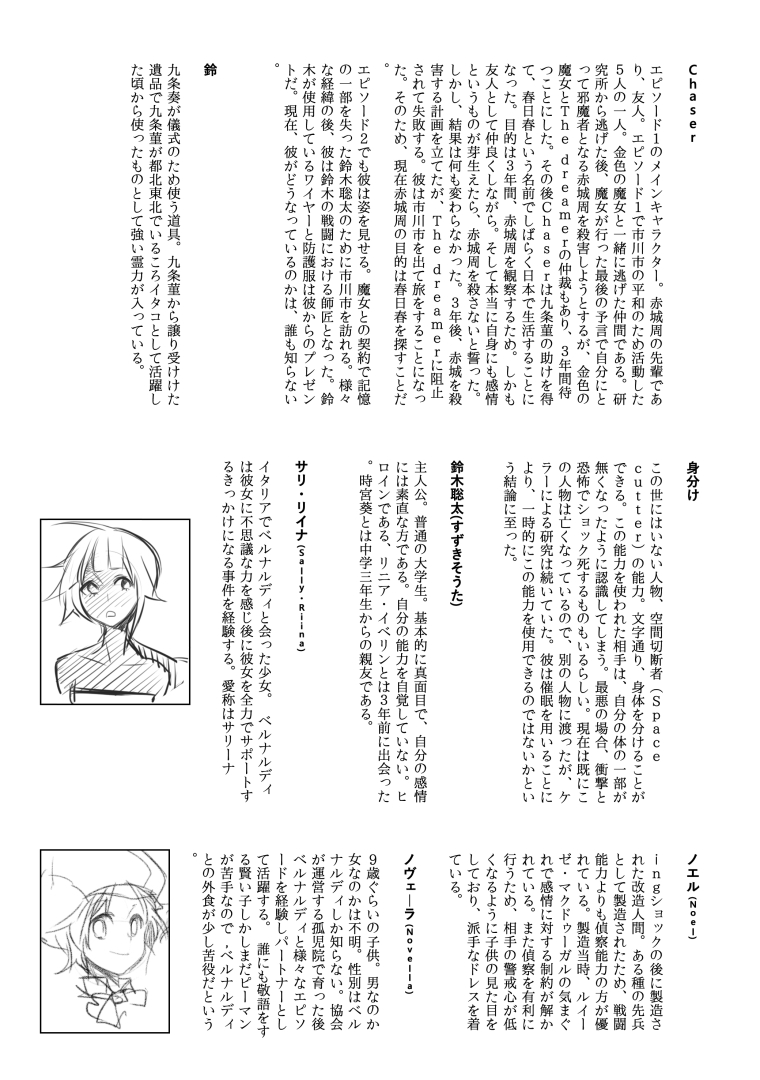 Chaser
エピソード1のメインキャラクター。赤城周の先輩であ
り、友人。エピソード1で市川市の平和のため活動した
5人の一人。金色の魔女と一緒に逃げた仲間である。研
究所から逃げた後、魔女が行った最後の予言で自分にと
って邪魔者となる赤城周を殺害しようとするが、金色の
魔女とThe dreamerの仲裁もあり、3年間待
つことにした。その後Chaserは九条菫の助けを得
て、春日春という名前でしばらく日本で生活することに
なった。目的は3年間、赤城周を観察するため。しかも
友人として仲良くしながら。そして本当に自身にも感情
というものが芽生えたら、赤城周を殺さないと誓った。
しかし、結果は何も変わらなかった。3年後、赤城を殺
害する計画を立てたが、The dreamerに阻止
されて失敗する。彼は市川市を出て旅をすることになっ
た。そのため、現在赤城周の目的は春日春を探すことだ
。
エピソード2でも彼は姿を見せる。魔女との契約で記憶
の一部を失った鈴木聡太のために市川市を訪れる。様々
な経緯の後、彼は鈴木の戦闘における師匠となった。鈴
木が使用しているワイヤーと防護服は彼からのプレゼン
トだ。現在、彼がどうなっているのかは、誰も知らない
。
鈴
九条奏が儀式のため使う道具。九条菫から譲り受けた
遺品で九条菫が都北東北でいるころイタコとして活躍し
た頃から使ったものとして強い霊力が入っている。
身分け
この世にはいない人物、空間切断者（Space
cutter）の能力。文字通り、身体を分けることが
できる。この能力を使われた相手は、自分の体の一部が
無くなったように認識してしまう。最悪の場合、衝撃と
恐怖でショック死するものもいるらしい。現在は既にこ
の人物は亡くなっているので、別の人物に渡ったが、ケ
ラーによる研究は続いていた。彼は催眠を用いることに
より、一時的にこの能力を使用できるのではないかとい
う結論に至った。
鈴木聡太(すずきそうた)
主人公。普通の大学生。基本的に真面目で、自分の感情
には素直な方である。自分の能力を自覚していない。ヒ
ロインである、リニア・イベリンとは3年前に出会った
。時宮葵とは中学三年生からの親友である。
サリ・リイナ(Sally・Riina)
イタリアでベルナルディと会った少女。　ベルナルディ
は彼女に不思議な力を感じ後に彼女を全力でサポートす
るきっかけになる事件を経験する。愛称はサリーナ
ノエル(Noel)
ingショックの後に製造さ
れた改造人間。ある種の先兵
として製造されたため、戦闘
能力よりも偵察能力の方が優
れている。製造当時、ルイー
ゼ・マクドゥーガルの気まぐ
れで感情に対する制約が解か
れている。また偵察を有利に
行うため、相手の警戒心が低
くなるように子供の見た目を
しており、派手なドレスを着
ている。
ノヴェ―ラ(Novella)
9歳ぐらいの子供。男なのか
女なのかは不明。性別はベル
ナルディしか知らない。協会
が運営する孤児院で育った後
ベルナルディと様々なエピソ
ードを経験しパートナーとし
て活躍する。　誰にも敬語をす
る賢い子しかしまだピーマン
が苦手なので,ベルナルディ
との外食が少し苦役だという
。